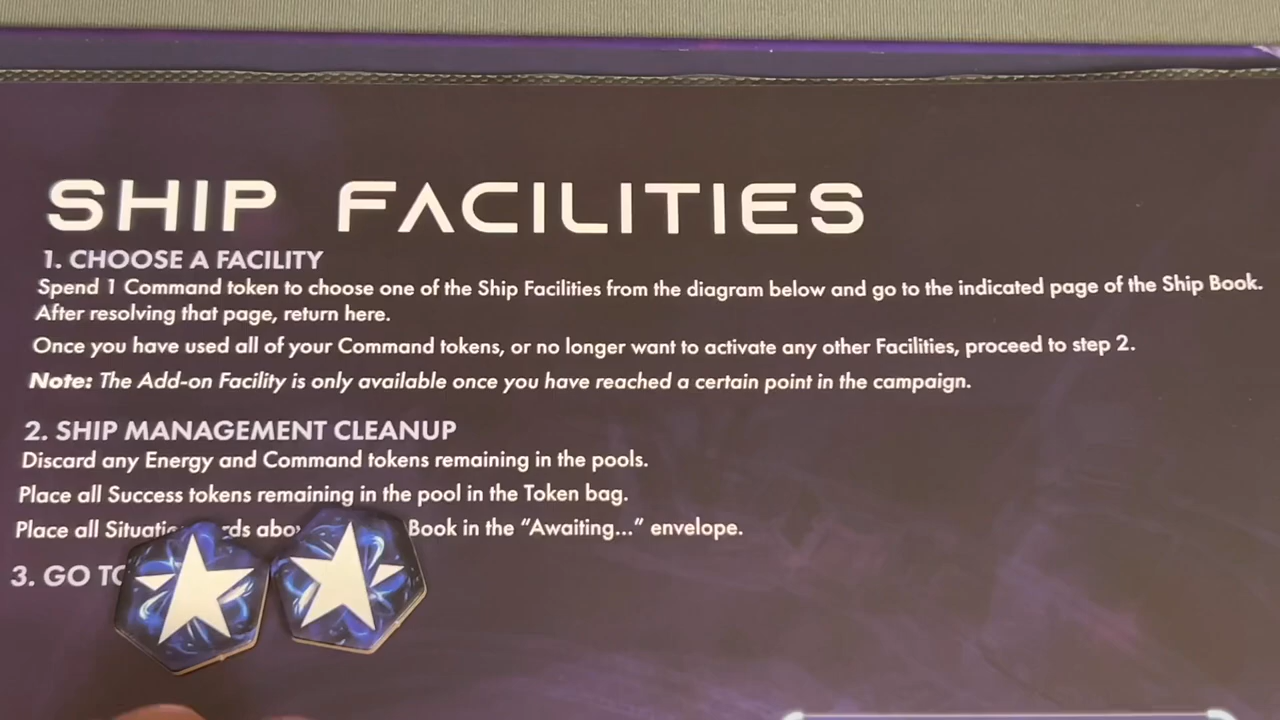 SHIP FACILITIES
1. CHOOSE A FACILITY
Spend 1 Command token to choose one of the Ship Facilities from the diagram below and go to the indicated page of the Ship Book.
After resolving that page, return here.
Once you have used all of your Command tokens, or no longer want to activate any other Facilities, proceed to step 2.
Note: The Add-on Facility is only available once you have reached a certain point in the campaign.
2. SHIP MANAGEMENT CLEANUP
Discard any Energy and Command tokens remaining in the pools.
Place all Success tokens remaining in the pool in the Token bag.
Place all Book in the "Awaiting..." envelope.
3. GO TO